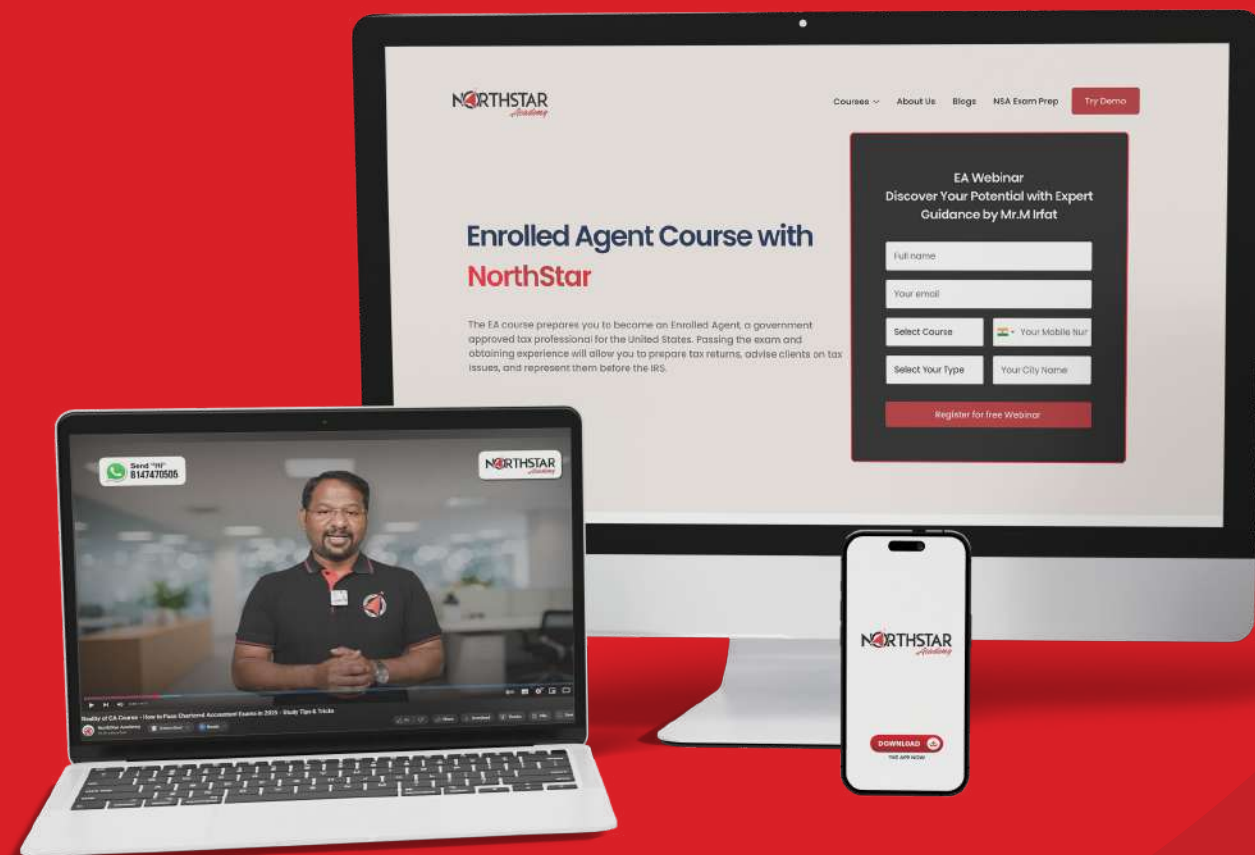 NORTHSTAR
Academy
Courses
About Us
Blogs
NSA Exam Prep
Try Demo
Enrolled Agent Course with
NorthStar
The EA course prepares you to become an Enrolled Agent, a government
approved tax professional for the United States. Passing the exam and
obtaining experience will allow you to prepare tax returns, advise clients on tax
issues, and represent them before the IRS.
EA Webinar
Discover Your Potential with Expert
Guidance by Mr.M Irfat
Full name
Your email
Select Course
Your Mobile Nur
Select Your Type
Your City Name
Register for free Webinar
Send "Hi"
8147470505
NORTHSTAR
Academy
Reality of CA Course - How to Pass Chartered Accountant Exams in 2025 - Study Tips & Tricks
NorthStar Academy
Share
Download
NORTHSTAR
Academy
DOWNLOAD
THE APP NOW